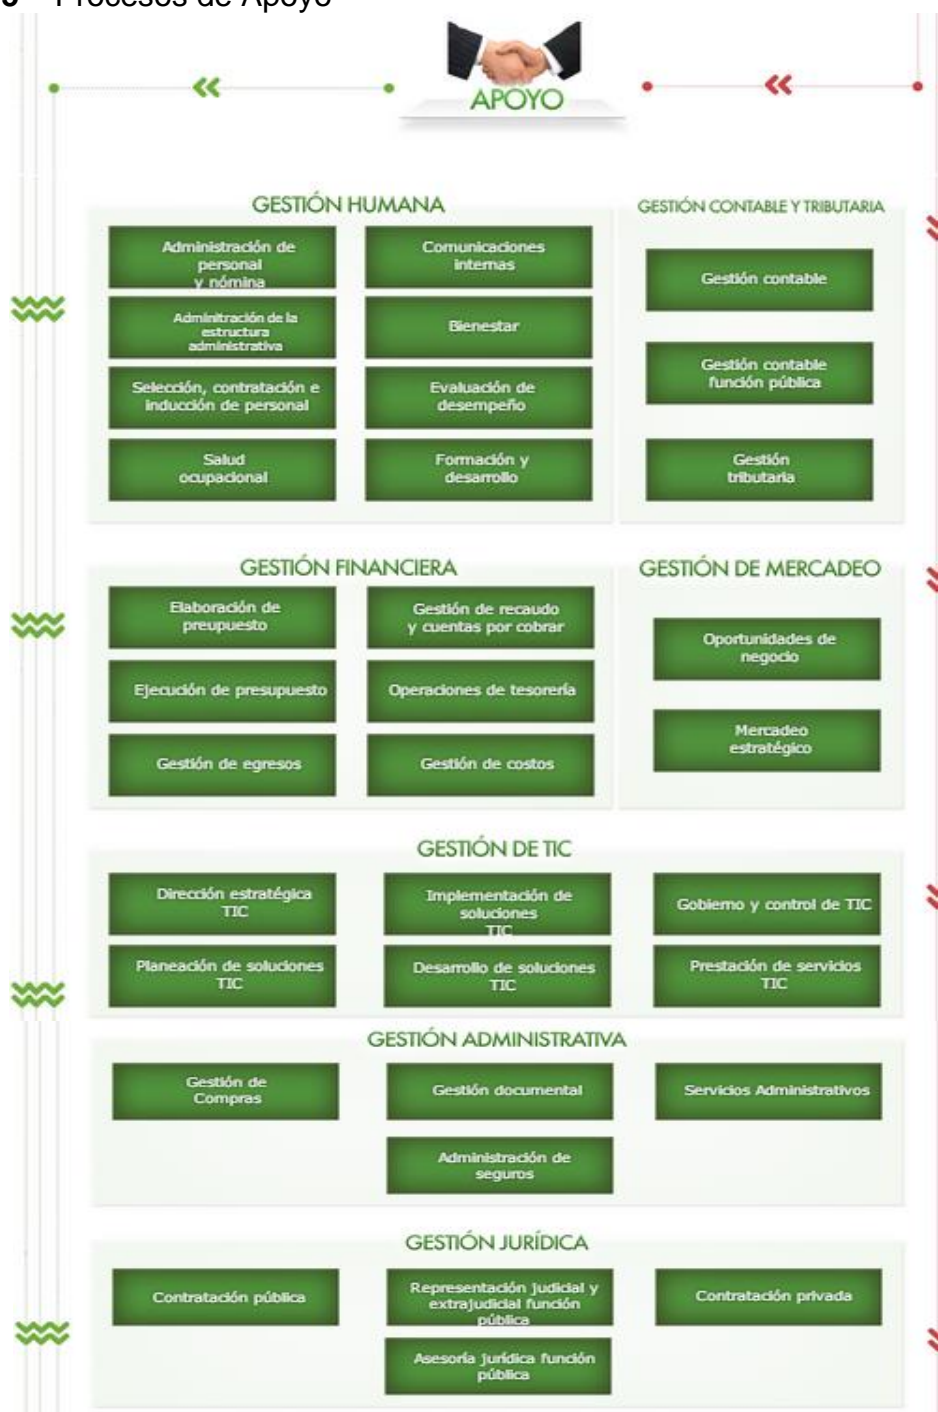 Procesos de Apoyo
APOYO
GESTIÓN HUMANA
Administración de
personal
y nómina
Comunicaciones
internas
Adminitración de la
estructura
administrativa
Bienestar
Selección, contratación e
inducción de personal
Evaluación de
desempeño
Salud
ocupacional
Formación y
desarrollo
GESTIÓN CONTABLE Y TRIBUTARIA
Gestión contable
Gestión contable
función pública
Gestión
tributaria
GESTIÓN FINANCIERA
Elaboración de
preupuesto
Gestión de recaudo
y cuentas por cobrar
Ejecución de presupuesto
Operaciones de tesorería
Gestión de egresos
Gestión de costos
GESTIÓN DE MERCADEO
Oportunidades de
negocio
Mercadeo
estratégico
GESTIÓN DE TIC
Dirección estratégica
TIC
Implementación de
soluciones
TIC
Gobierno y control de TIC
Planeación de soluciones
TIC
Desarrollo de soluciones
TIC
Prestación de servicios
TIC
GESTIÓN ADMINISTRATIVA
Gestión de
Compras
Gestión documental
Servicios Administrativos
Administración de
seguros
GESTIÓN JURÍDICA
Contratación pública
Representación judicial y
extrajudicial función
pública
Contratación privada
Asesoría jurídica función
pública